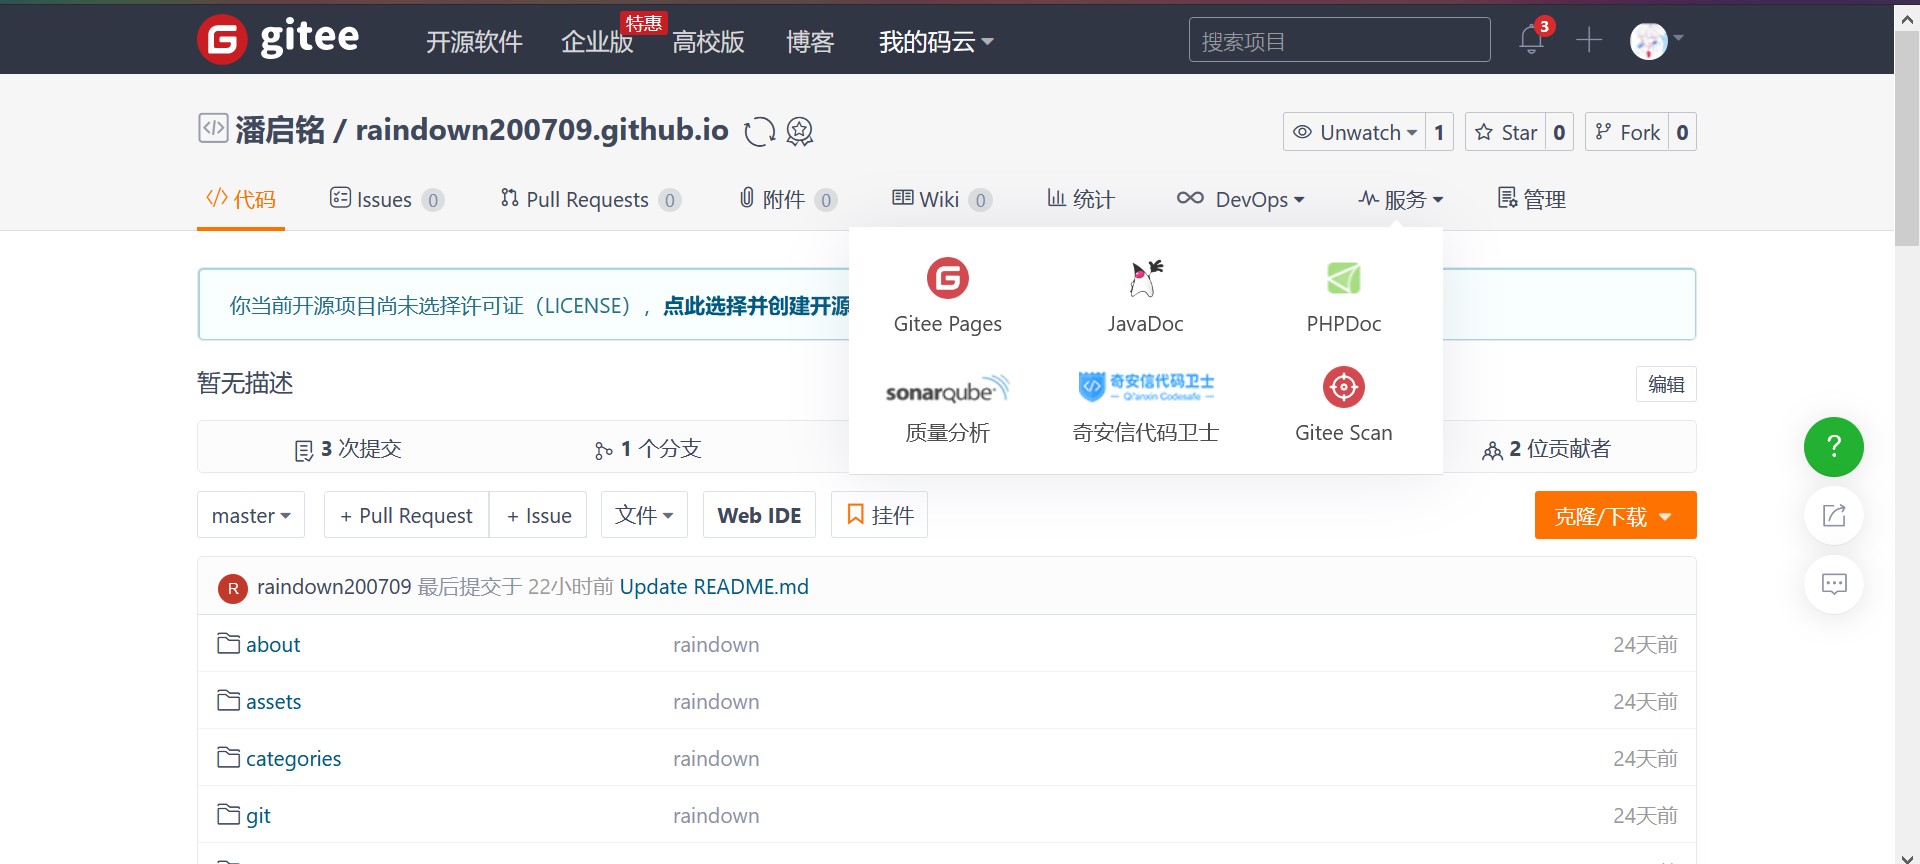 gitee
开源软件 企业版 特惠 高校版 博客 我的码云 搜索项目 3
潘启铭 / raindown200709.github.io Unwatch 1 Star 0 Fork 0
代码 Issues 0 Pull Requests 0 附件 0 Wiki 0 统计 DevOps 服务 管理
你当前开源项目尚未选择许可证（LICENSE），点此选择并创建开源
Gitee Pages JavaDoc PHPDoc
sonarqube 奇安信代码卫士
Qi'anxin Codesafe
质量分析 奇安信代码卫士 Gitee Scan
暂无描述 编辑
3 次提交 1 个分支 2 位贡献者
master + Pull Request + Issue 文件 Web IDE 挂件 克隆/下载
R raindown200709 最后提交于 22小时前 Update README.md
about raindown 24天前
assets raindown 24天前
categories raindown 24天前
git raindown 24天前
?